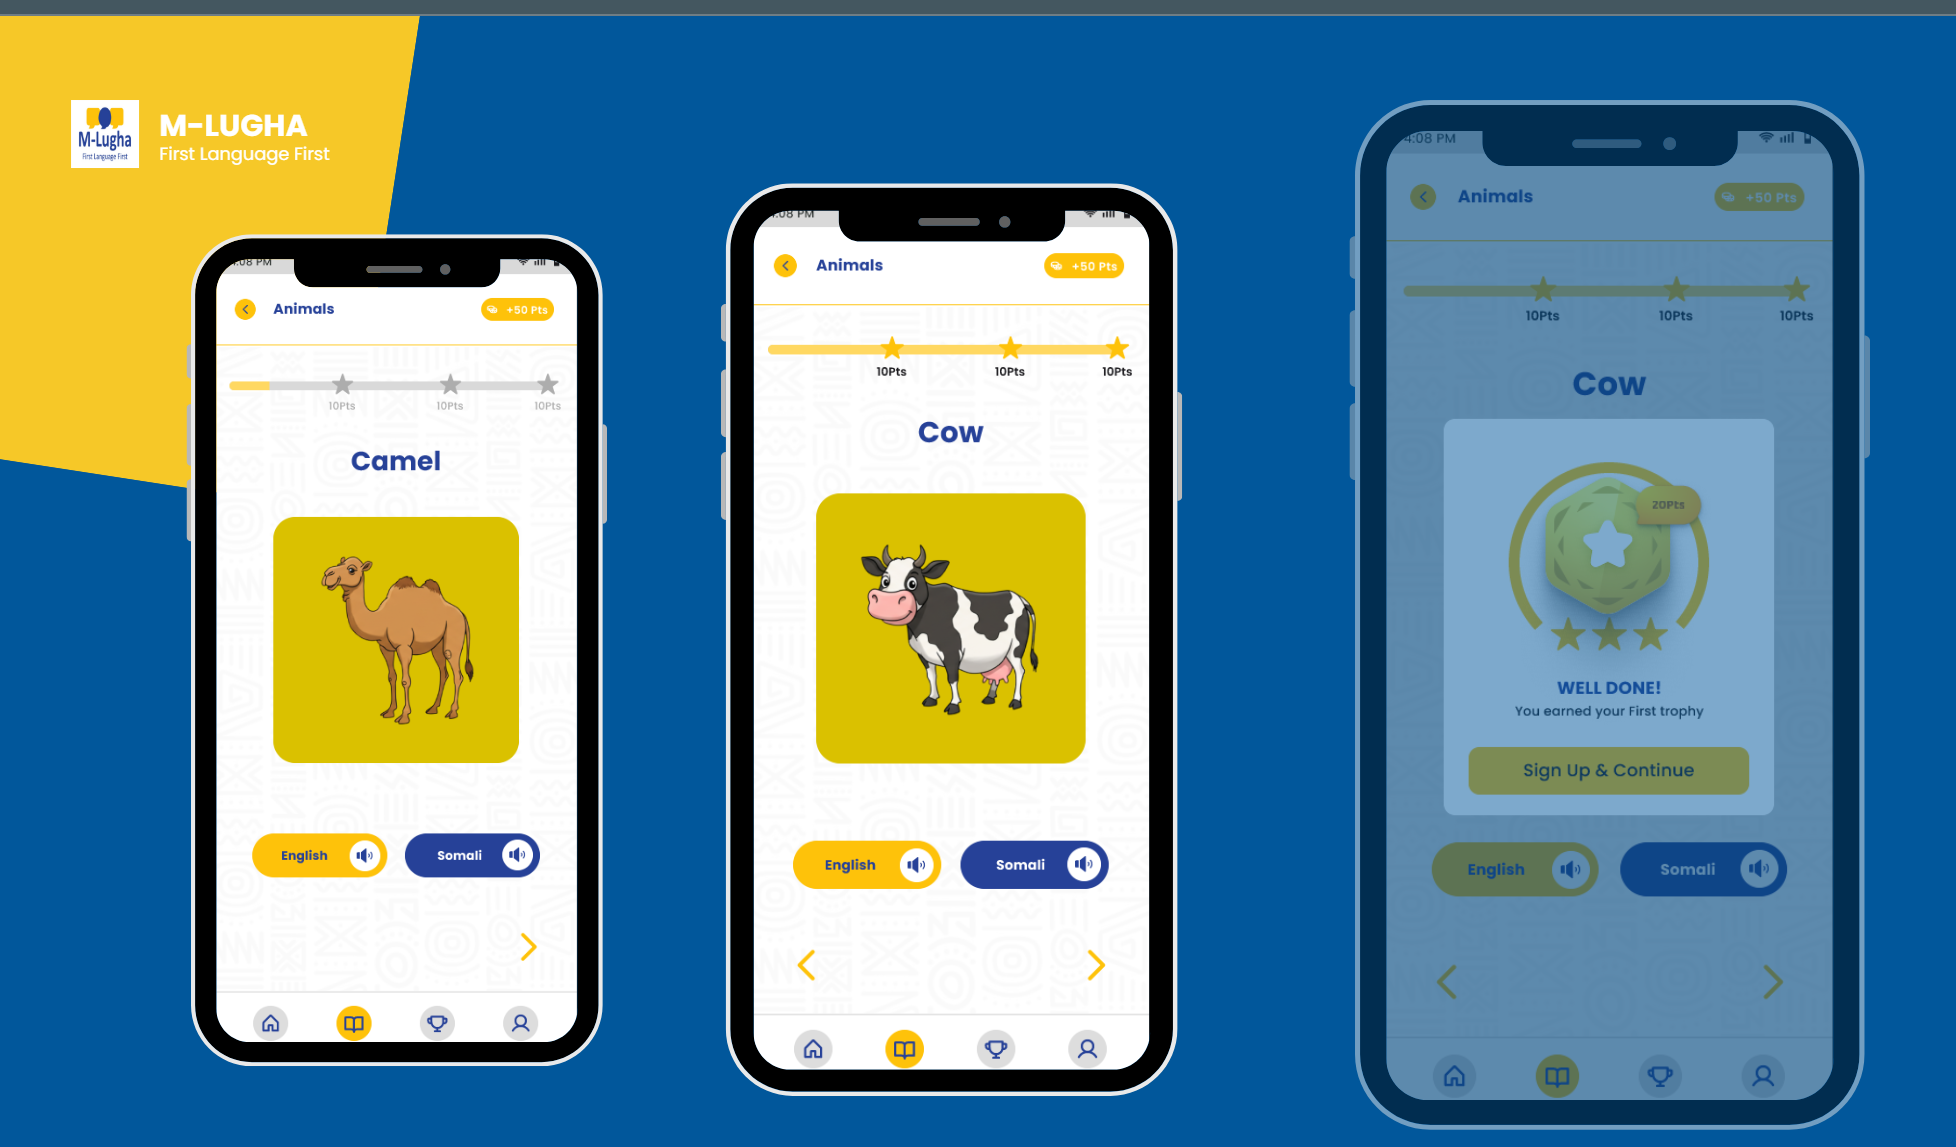 M-Lugha
First Language First
M-LUGHA
First Language First
:08 PM
Animals
+50 Pts
10Pts
10Pts
10Pts
Camel
English
Somali
:08 PM
Animals
+50 Pts
10Pts
10Pts
10Pts
Cow
English
Somali
4:08 PM
Animals
+50 Pts
10Pts
10Pts
10Pts
Cow
20Pts
WELL DONE!
You earned your First trophy
Sign Up & Continue
English
Somali